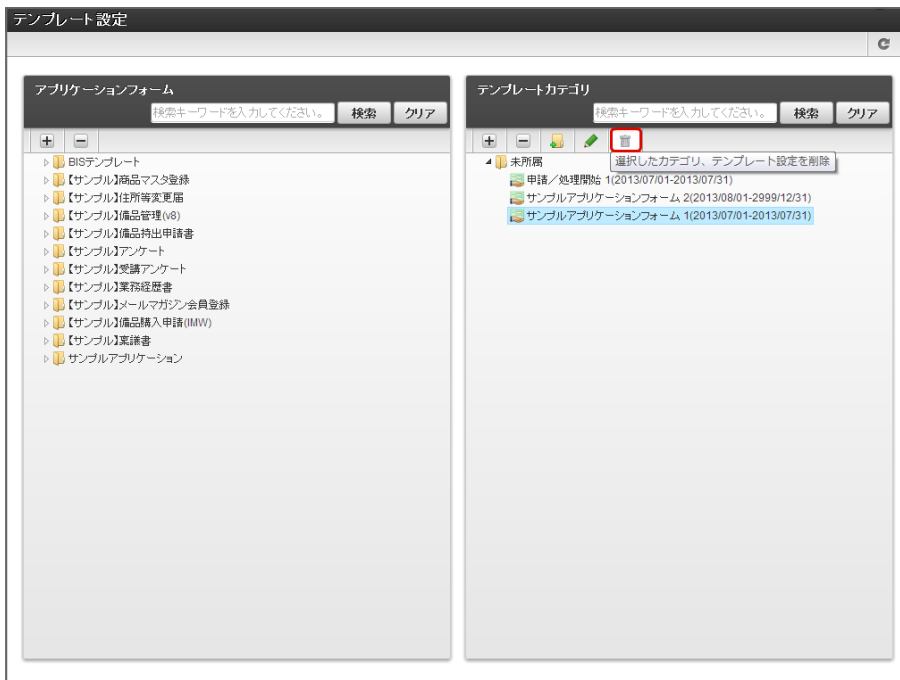 テンプレート設定
アプリケーションフォーム
検索キーワードを入力してください。 検索 クリア
BISテンプレート
【サンプル】商品マスタ登録
【サンプル】住所等変更届
【サンプル】備品管理(v8)
【サンプル】備品持出申請書
【サンプル】アンケート
【サンプル】受講アンケート
【サンプル】業務経歴書
【サンプル】メールマガジン会員登録
【サンプル】備品購入申請(IMW)
【サンプル】稟議書
サンプルアプリケーション
テンプレートカテゴリ
検索キーワードを入力してください。 検索 クリア
未所属
選択したカテゴリ、テンプレート設定を削除
申請／処理開始 1(2013/07/01-2013/07/31)
サンプルアプリケーションフォーム 2(2013/08/01-2999/12/31)
サンプルアプリケーションフォーム 1(2013/07/01-2013/07/31)